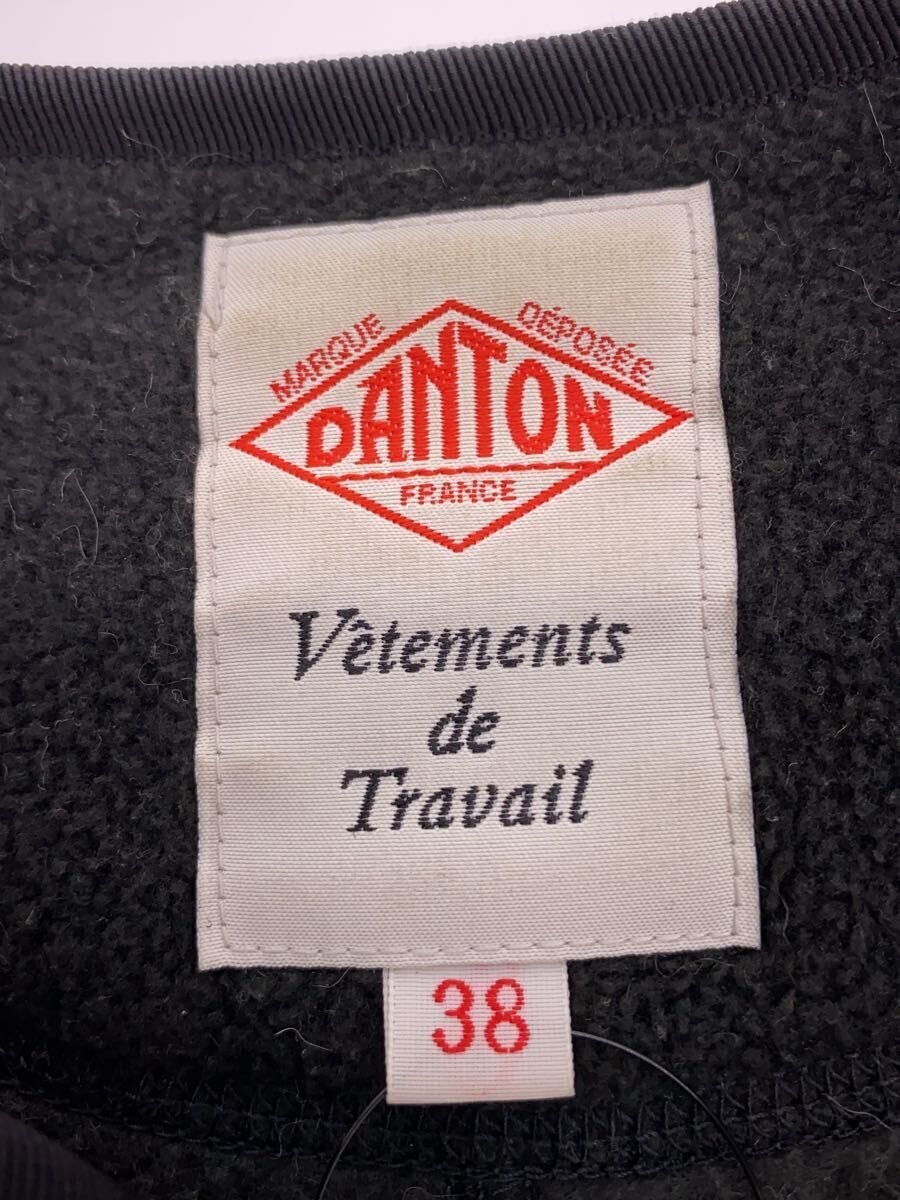 MARQUE DÉPOSÉE
DANTON
FRANCE
Vêtements
de
Travail
38